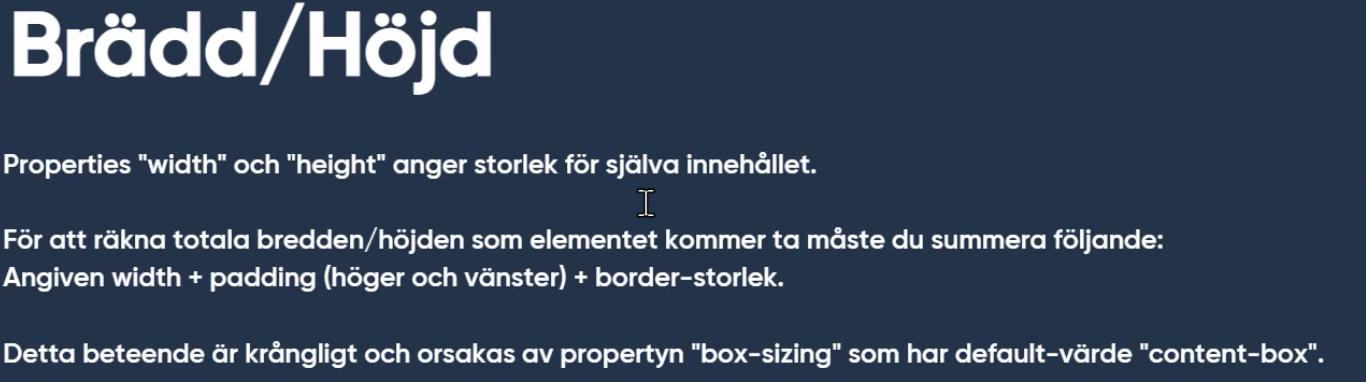 Brädd/Höjd
Properties "width" och "height" anger storlek för själva innehållet.
För att räkna totala bredden/höjden som elementet kommer ta måste du summera följande:
Angiven width + padding (höger och vänster) + border-storlek.
Detta beteende är krångligt och orsakas av propertyn "box-sizing" som har default-värde "content-box".